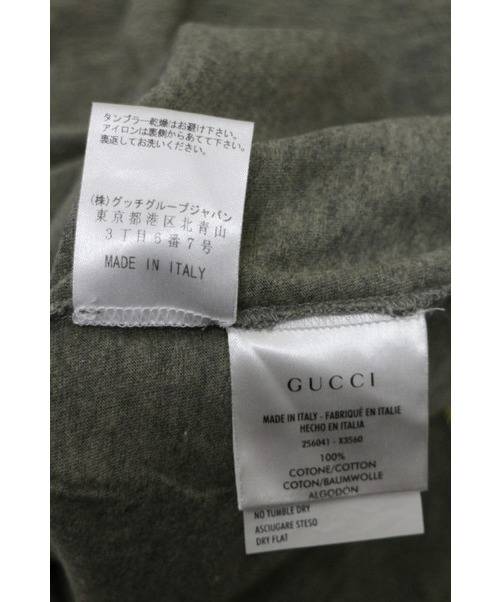 タンブラー乾燥はお避け下さい。
アイロンは裏側からあてて下さい。
裏返してお洗いください。
(株)グッチグループジャパン
東京都港区北青山
3丁目6番7号
MADE IN ITALY
GUCCI
MADE IN ITALY - FABRIQUÉ EN ITALIE
HECHO EN ITALIA
256041 - X3560
100%
COTONE/COTTON
COTON/BAUMWOLLE
ALGODON
NO TUMBLE DRY
ASCIUGARE STESO
DRY FLAT